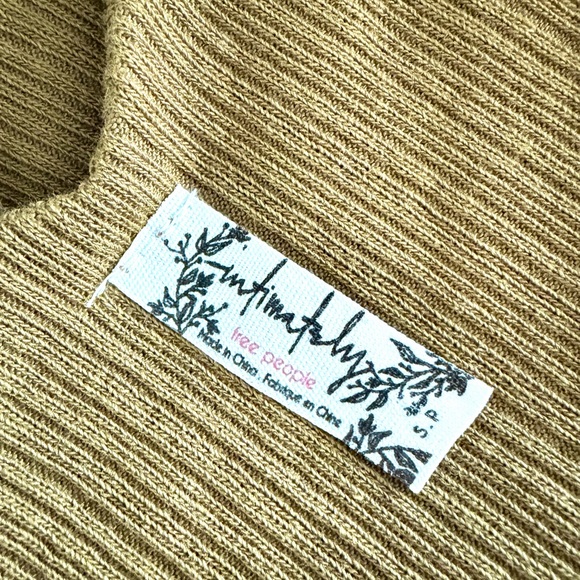 intimately
free people
Made in China . Fabriqué en Chine
S.P